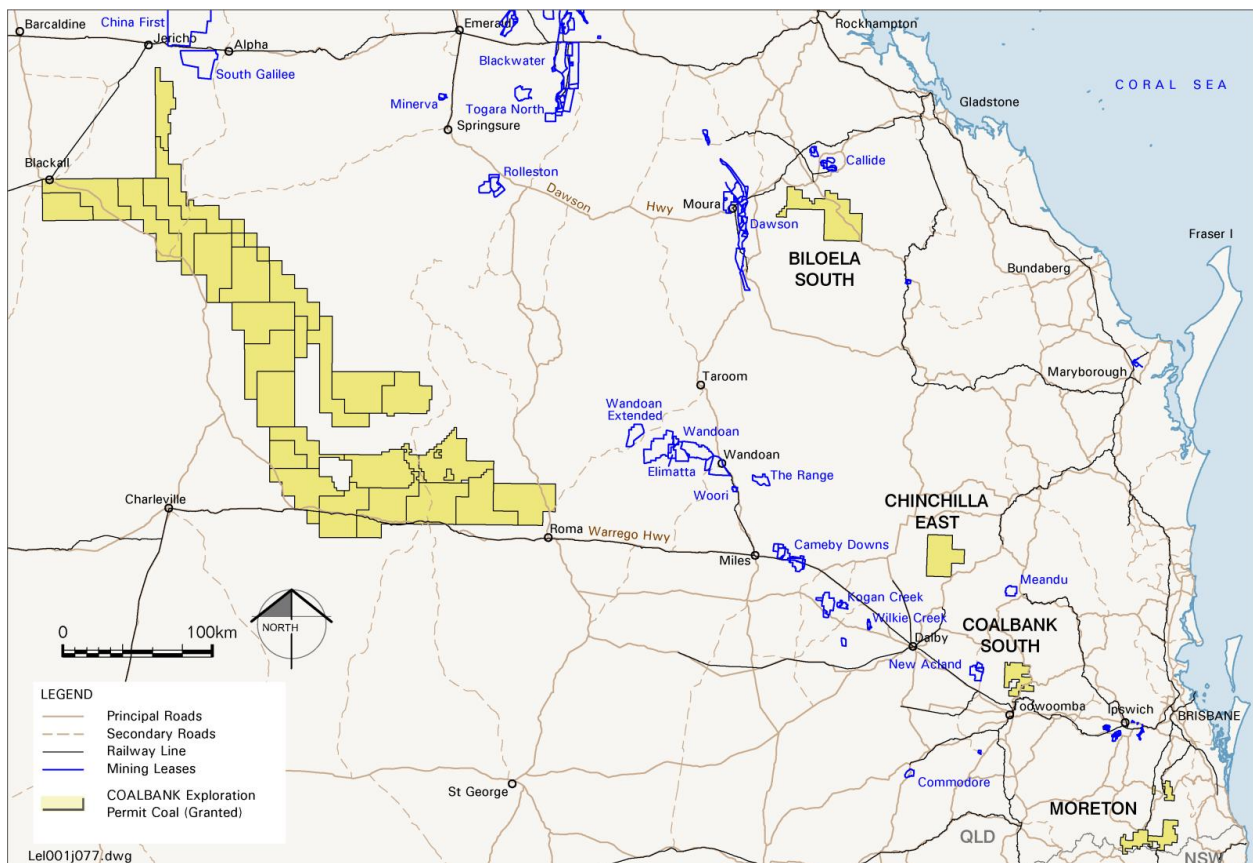 China First
Barcaldine
Jericho
Alpha
South Galilee
Emerald
Blackwater
Minerva
Togara North
Springsure
Rockhampton
CORAL SEA
Gladstone
Blackall
Rolleston
Callide
Dawson
Hwy
Moura
Dawson
BILOELA
SOUTH
Fraser I
Bundaberg
Taroom
Maryborough
Wandoan
Extended
Wandoan
Elimatta
Wandoan
The Range
Woori
Charleville
CHINCHILLA
EAST
Roma
Warrego Hwy
Cameby Downs
Miles
Meandu
Kogan Creek
Wilkie Creek
COALBANK
SOUTH
NORTH
0
100km
Dalby
New Acland
LEGEND
Principal Roads
Secondary Roads
Railway Line
Mining Leases
COALBANK Exploration
Permit Coal (Granted)
Toowoomba
Ipswich
BRISBANE
St George
Commodore
MORETON
QLD
NSW
Lel001j077.dwg